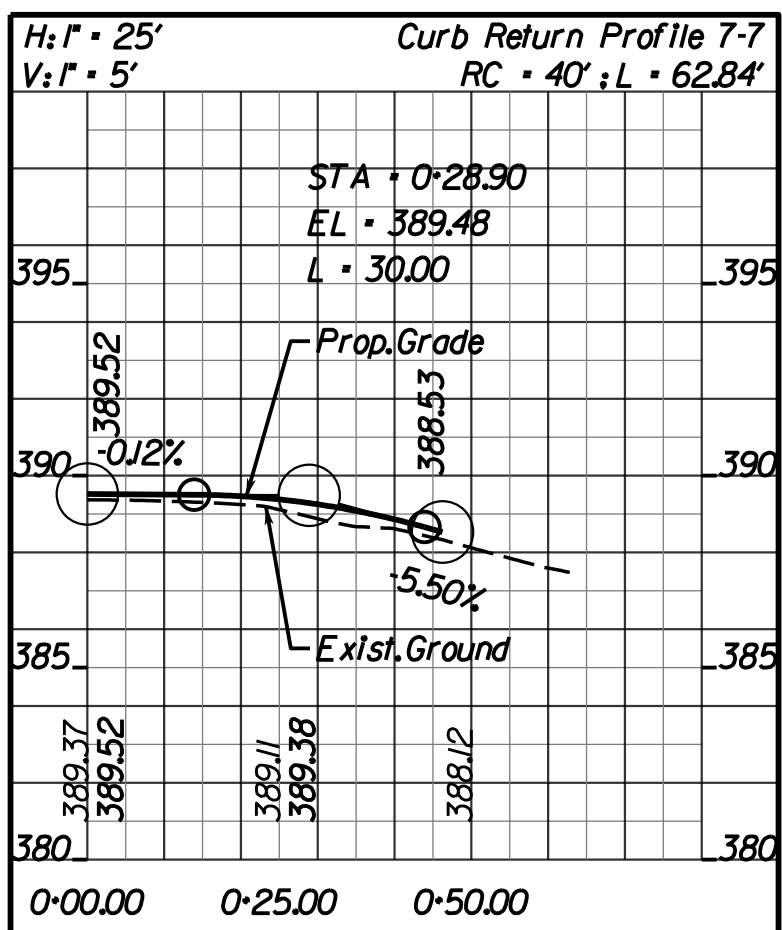 H: 1" = 25' Curb Return Profile 7-7
V: 1" = 5' RC = 40' ; L = 62.84'
STA = 0+28.90
EL = 389.48
L = 30.00
395 395
389.52
Prop. Grade
388.53
-0.12%
390 390
-5.50%
Exist. Ground
385 385
389.37
389.52
389.11
389.38
388.12
380 380
0+00.00 0+25.00 0+50.00